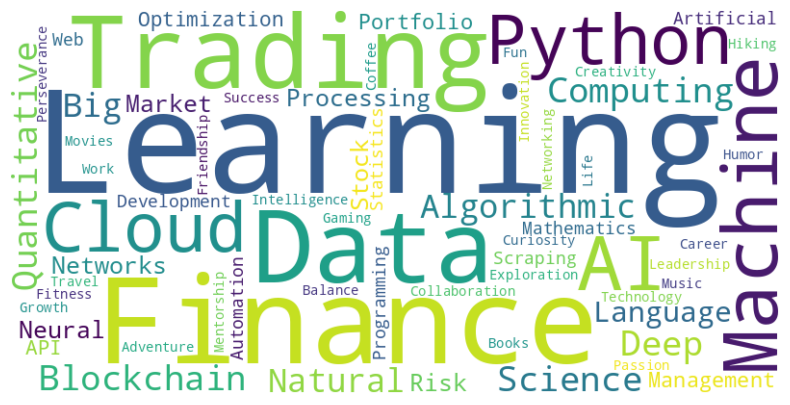 Optimization
Portfolio
Artificial
Web
Trading
Python
Hiking
Perseverance
Coffee
Fun
Creativity
Quantitative
Big
Market
Success
Processing
Computing
Machine
Learning
Movies
Work
Friendship
Stock
Statistics
Innovation
Networking
Life
Humor
Development
Intelligence
Algorithmic
Cloud
Gaming
Mathematics
Data
Curiosity
AI
Career
Networks
Scraping
Leadership
Travel
Exploration
Fitness
Balance
Collaboration
Music
Technology
Growth
Mentorship
Automation
Programming
Finance
Language
Neural
API
Adventure
Books
Deep
Passion
Blockchain
Natural
Risk
Science
Management